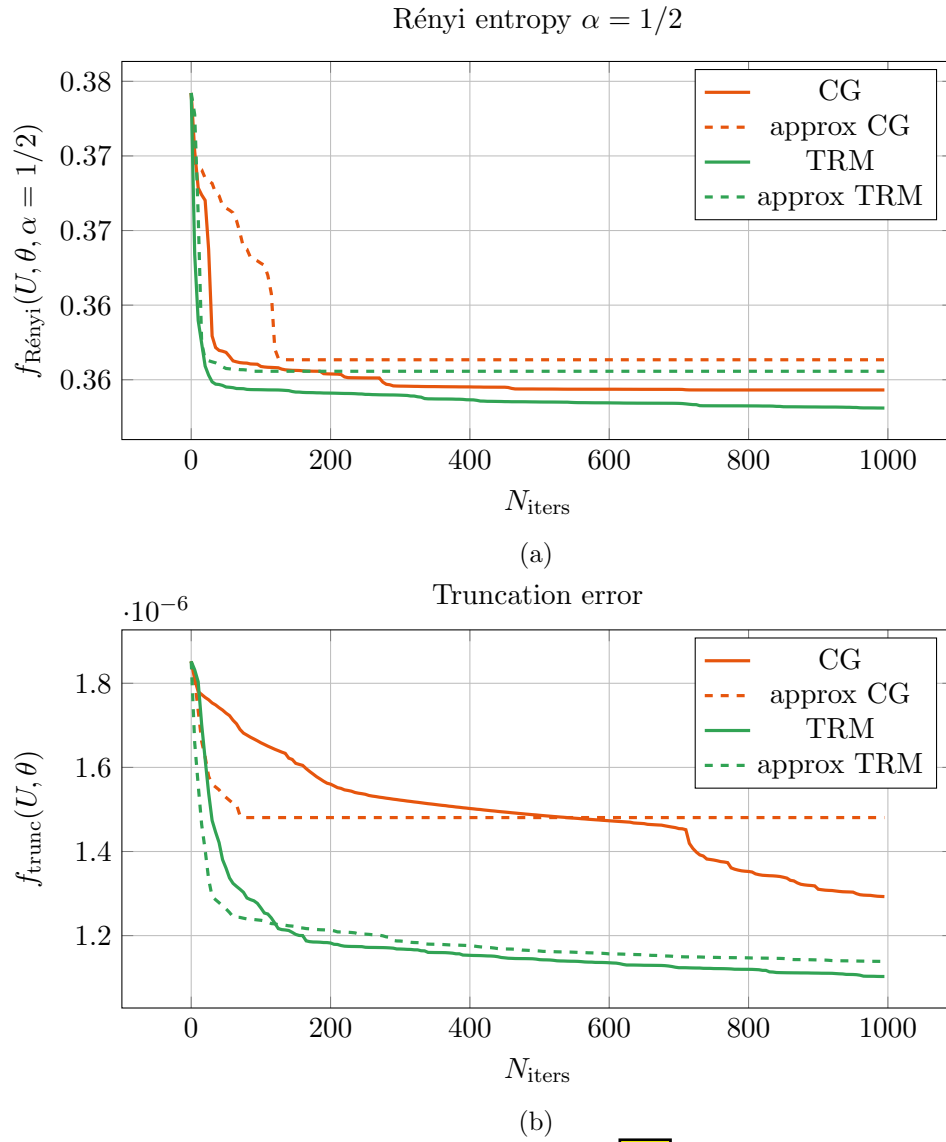 Rényi entropy α = 1/2
0.38
0.37
0.37
0.36
0.36
f_Rényi(U, θ, α = 1/2)
CG
approx CG
TRM
approx TRM
0 200 400 600 800 1000
N_iters
(a)
Truncation error
·10⁻⁶
1.8
1.6
1.4
1.2
f_trunc(U, θ)
CG
approx CG
TRM
approx TRM
0 200 400 600 800 1000
N_iters
(b)